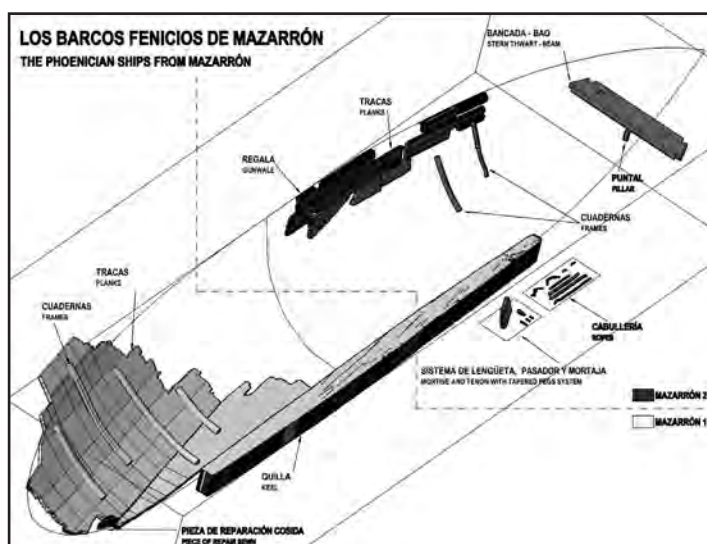 LOS BARCOS FENICIOS DE MAZARRÓN
THE PHOENICIAN SHIPS FROM MAZARRÓN
BANCADA - BAO
STERN THWART - BEAM
TRACAS
PLANKS
REGALA
GUNWALE
PUNTAL
PILLAR
CUADERNAS
FRAMES
TRACAS
PLANKS
CUADERNAS
FRAMES
CABULLERÍA
ROPES
SISTEMA DE LENGÜETA, PASADOR Y MORTAJA
MORTISE AND TENON WITH TAPERED PEGS SYSTEM
MAZARRÓN 2
MAZARRÓN 1
QUILLA
KEEL
PIEZA DE REPARACIÓN COSIDA
PIECE OF REPAIR SEWN